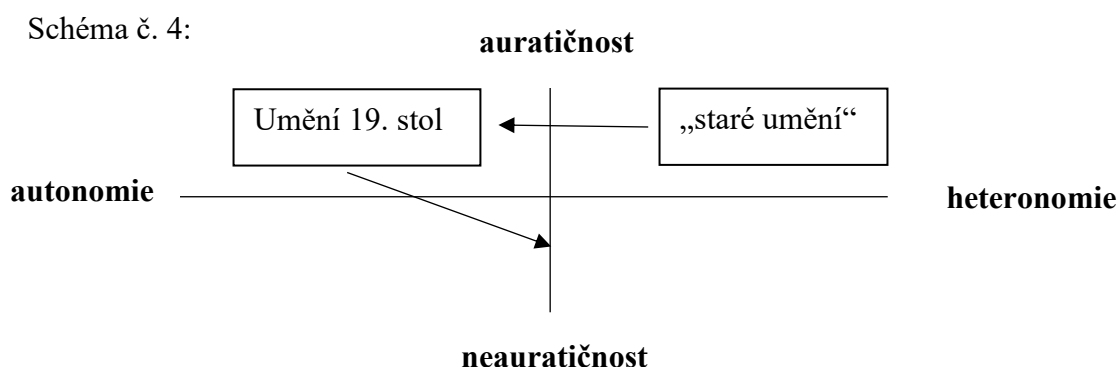 Schéma č. 4:
auratičnost
Umění 19. stol
„staré umění“
autonomie
heteronomie
neauratičnost